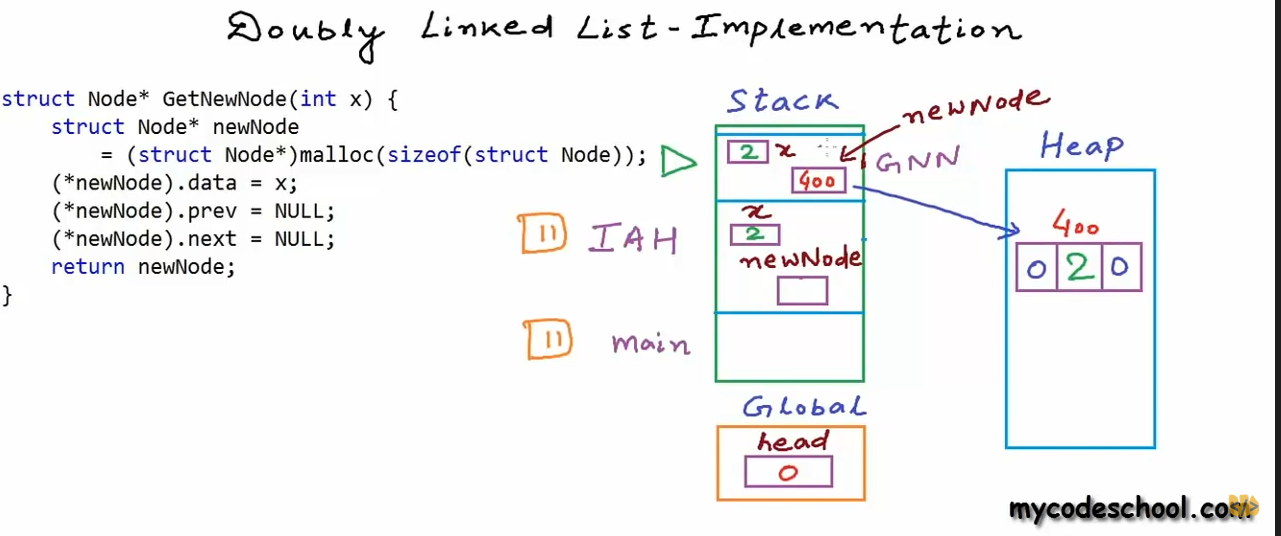 Doubly Linked List - Implementation
struct Node* GetNewNode(int x) {
    struct Node* newNode
        = (struct Node*)malloc(sizeof(struct Node));
    (*newNode).data = x;
    (*newNode).prev = NULL;
    (*newNode).next = NULL;
    return newNode;
}
Stack
newNode
2 x
GNN
400
IAH
x
2
newNode
main
Global
head
0
Heap
400
0 2 0
mycodeschool.com